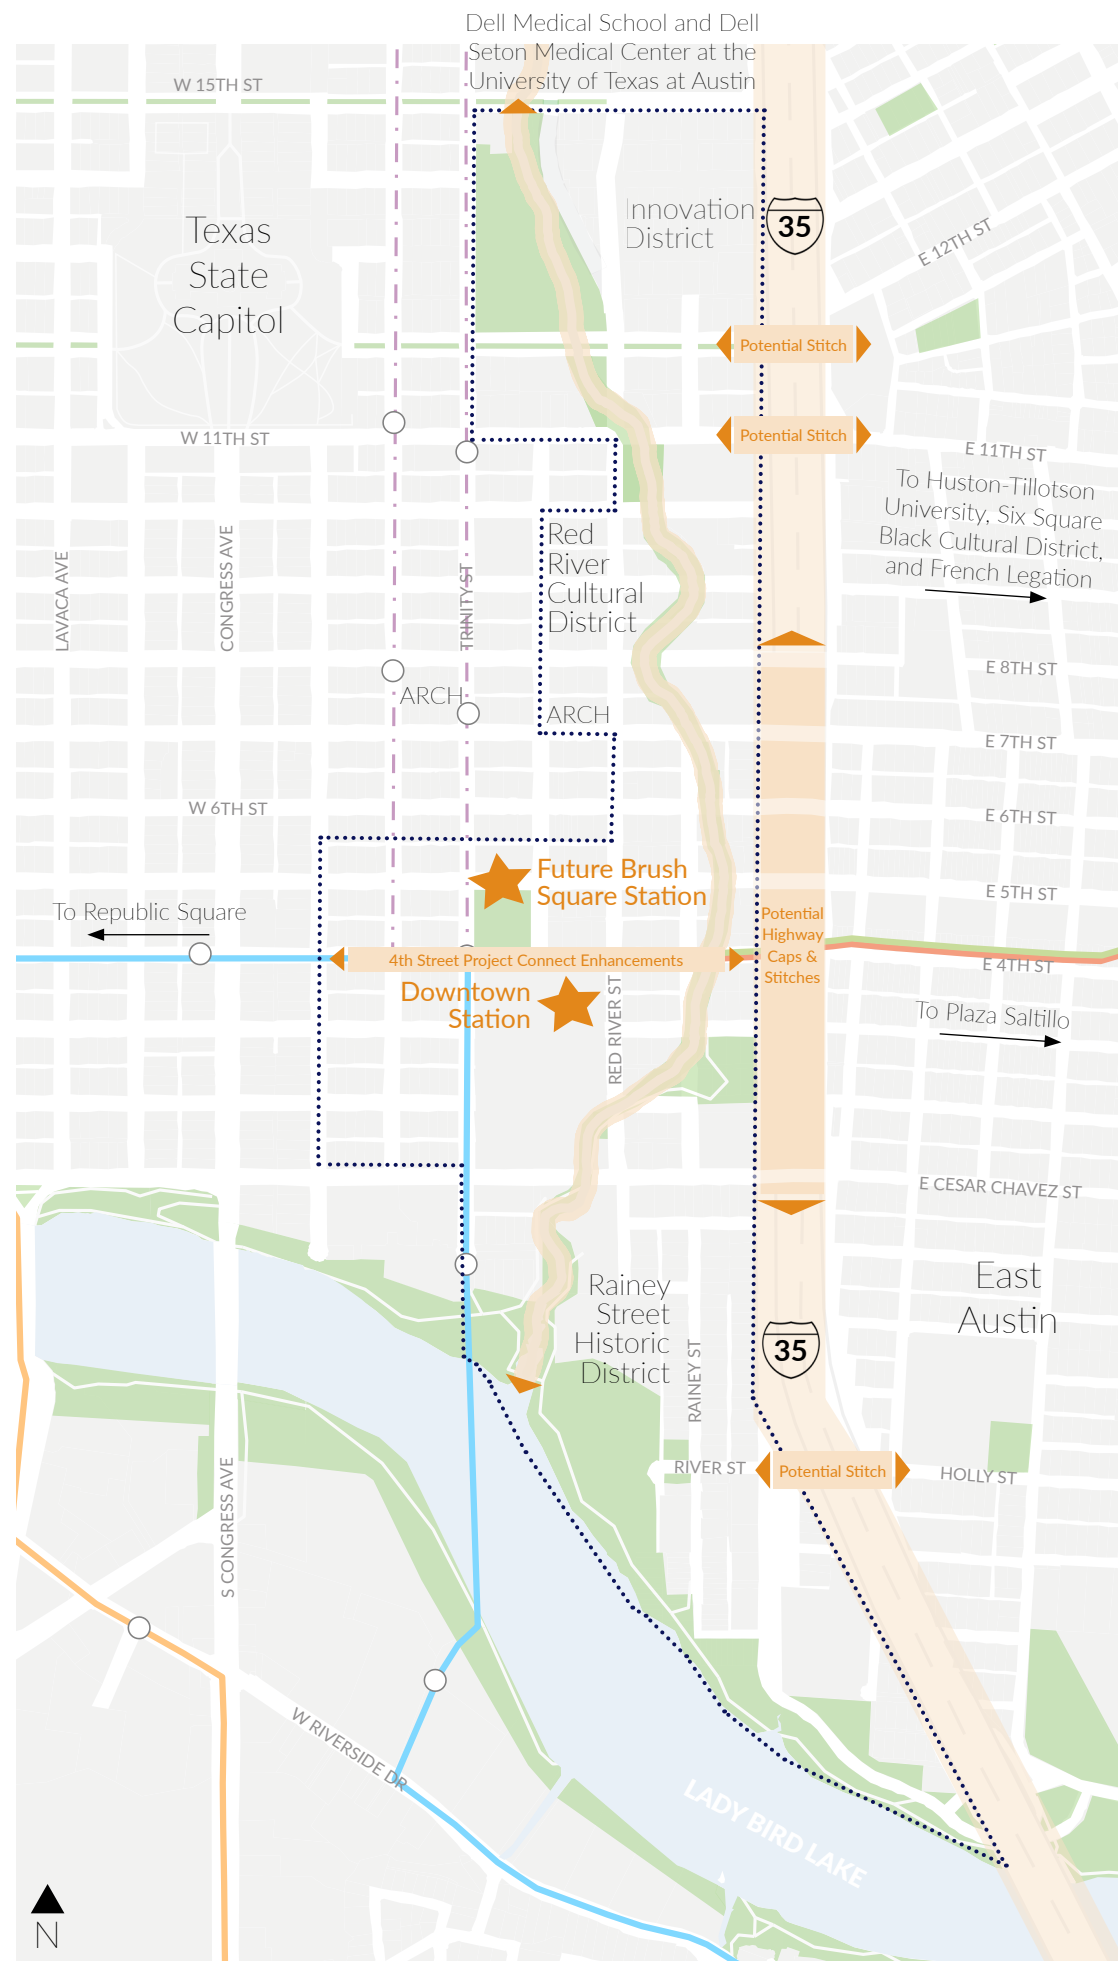 Dell Medical School and Dell
Seton Medical Center at the
University of Texas at Austin
W 15TH ST
Innovation
District
35
Texas
State
Capitol
E 12TH ST
Potential Stitch
Potential Stitch
W 11TH ST
E 11TH ST
To Huston-Tillotson
University, Six Square
Black Cultural District,
and French Legation
LAVACA AVE
CONGRESS AVE
TRINITY ST
Red
River
Cultural
District
E 8TH ST
ARCH
ARCH
E 7TH ST
W 6TH ST
E 6TH ST
Future Brush
Square Station
E 5TH ST
To Republic Square
Potential
Highway
Caps &
Stitches
4th Street Project Connect Enhancements
E 4TH ST
Downtown
Station
RED RIVER ST
To Plaza Saltillo
E CESAR CHAVEZ ST
Rainey
Street
Historic
District
East
Austin
35
RAINEY ST
RIVER ST
Potential Stitch
HOLLY ST
S CONGRESS AVE
W RIVERSIDE DR
LADY BIRD LAKE
N